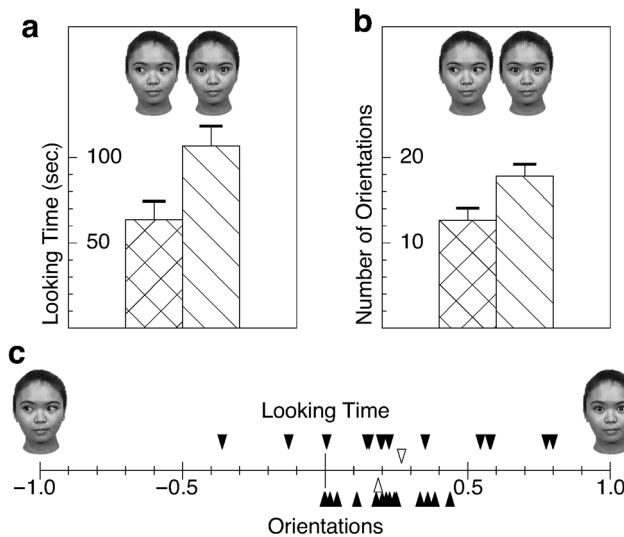 a
b
Looking Time (sec.)
100
50
Number of Orientations
20
10
c
Looking Time
−1.0
−0.5
0.5
1.0
Orientations